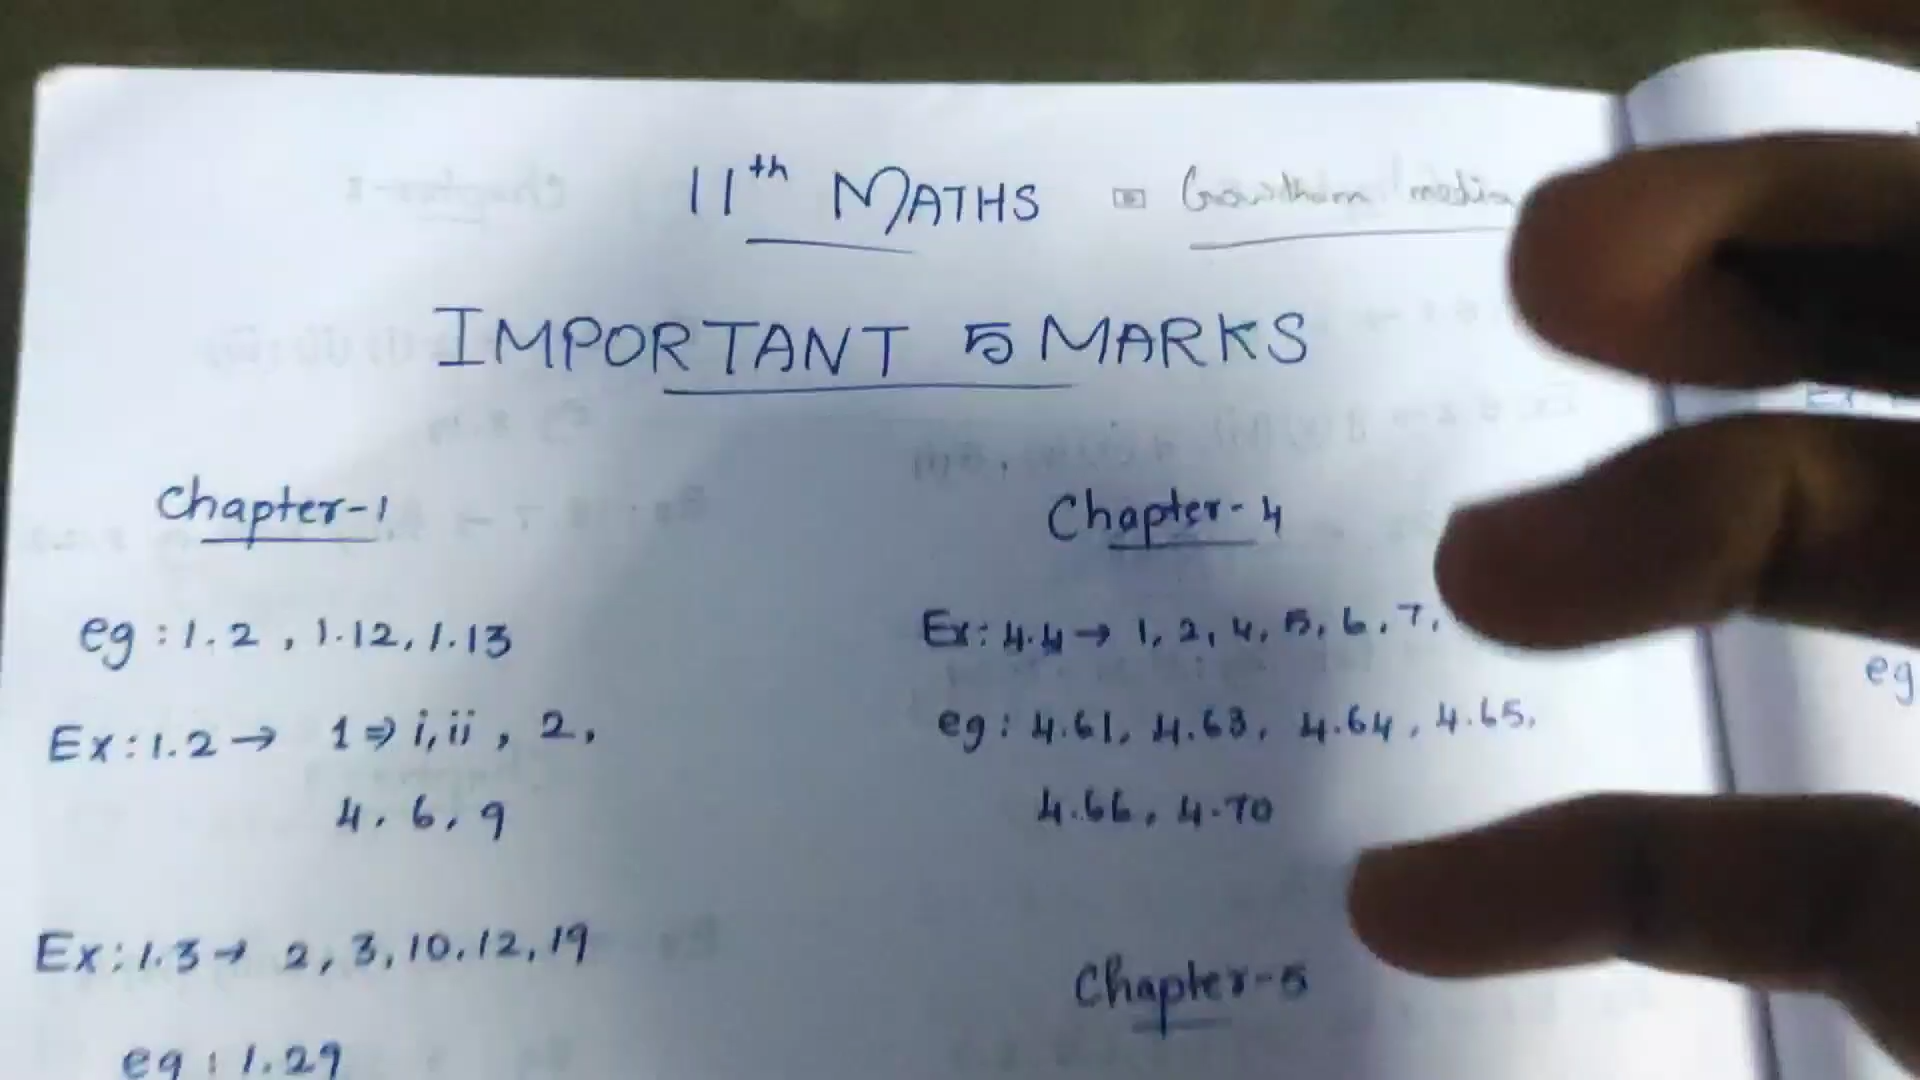 11th MATHS
IMPORTANT 5 MARKS
Chapter-1
eg : 1.2 , 1.12, 1.13
Ex: 1.2 → 1 ⇒ i, ii , 2,
4, 6, 9
Ex: 1.3 → 2, 3, 10, 12, 19
eg : 1.29
Chapter-4
Ex: 4.4 → 1, 2, 4, 5, 6, 7,
eg : 4.61, 4.63, 4.64, 4.65,
4.66, 4.70
Chapter-5
eg